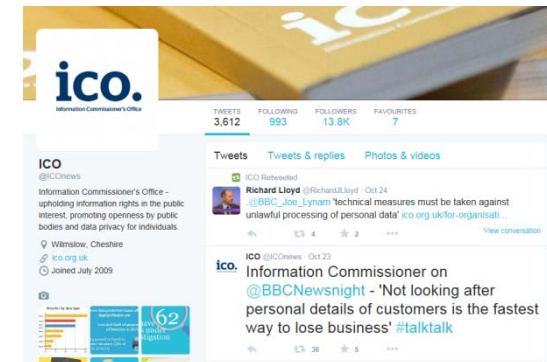 ico.
Information Commissioner's Office
ico.
Information Commissioner's Office
TWEETS FOLLOWING FOLLOWERS FAVOURITES
3,612 993 13.8K 7
ICO
@ICOnews
Information Commissioner's Office -
upholding information rights in the public
interest, promoting openness by public
bodies and data privacy for individuals.
Wilmslow, Cheshire
ico.org.uk
Joined July 2009
62
Tweets Tweets & replies Photos & videos
ICO Retweeted
Richard Lloyd @RichardJLloyd · Oct 24
.@BBC_Joe_Lynam 'technical measures must be taken against
unlawful processing of personal data' ico.org.uk/for-organisati...
4 2
View conversation
ico.
ICO @ICOnews · Oct 23
Information Commissioner on
@BBCNewsnight - 'Not looking after
personal details of customers is the fastest
way to lose business' #talktalk
36 5